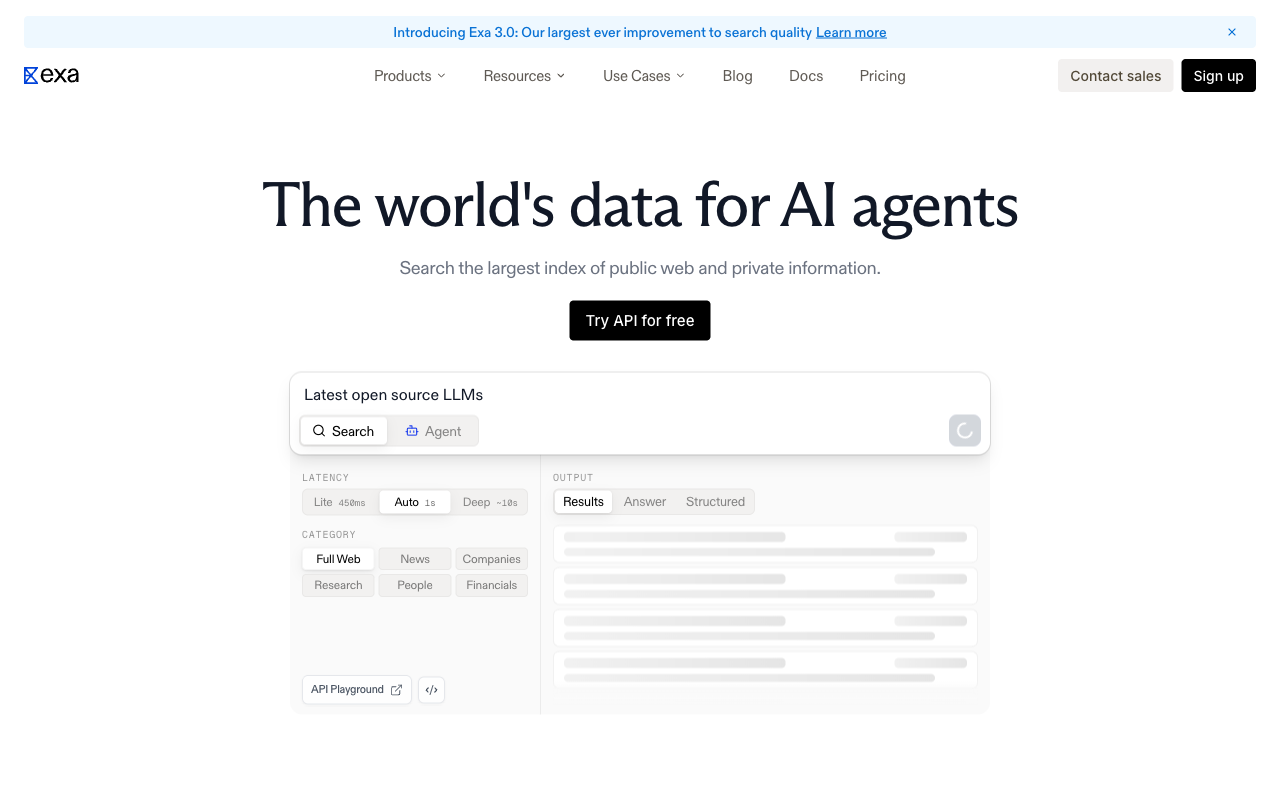 Introducing Exa 3.0: Our largest ever improvement to search quality Learn more
exa
Products Resources Use Cases Blog Docs Pricing
Contact sales Sign up
The world's data for AI agents
Search the largest index of public web and private information.
Try API for free
Latest open source LLMs
Search Agent
LATENCY
Lite 450ms Auto 1s Deep ~10s
CATEGORY
Full Web News Companies
Research People Financials
API Playground </>
OUTPUT
Results Answer Structured